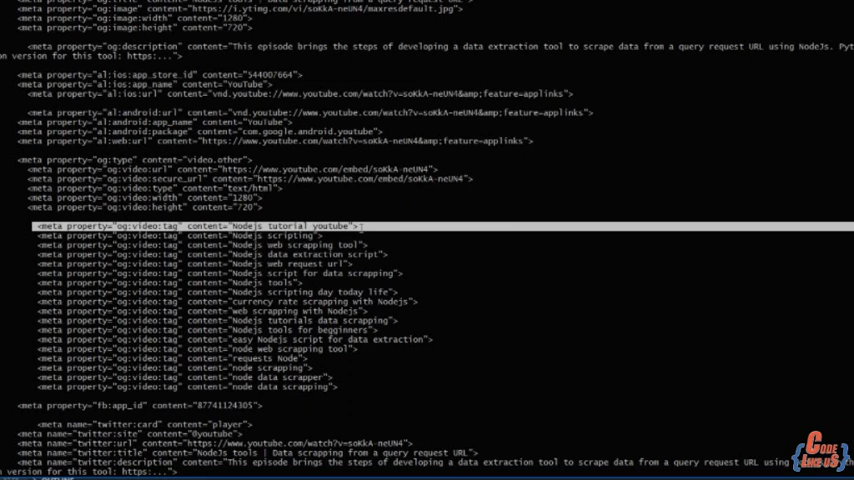 <meta property="og:image" content="https://i.ytimg.com/vi/soKkA-neUN4/maxresdefault.jpg">
<meta property="og:image:width" content="1280">
<meta property="og:image:height" content="720">
<meta property="og:description" content="This episode brings the steps of developing a data extraction tool to scrape data from a query request URL using NodeJs. Pyt
on version for this tool: https:...">
<meta property="al:ios:app_store_id" content="544007664">
<meta property="al:ios:app_name" content="YouTube">
<meta property="al:ios:url" content="vnd.youtube://www.youtube.com/watch?v=soKkA-neUN4&amp;feature=applinks">
<meta property="al:android:url" content="vnd.youtube://www.youtube.com/watch?v=soKkA-neUN4&amp;feature=applinks">
<meta property="al:android:app_name" content="YouTube">
<meta property="al:android:package" content="com.google.android.youtube">
<meta property="al:web:url" content="https://www.youtube.com/watch?v=soKkA-neUN4&amp;feature=applinks">
<meta property="og:type" content="video.other">
<meta property="og:video:url" content="https://www.youtube.com/embed/soKkA-neUN4">
<meta property="og:video:secure_url" content="https://www.youtube.com/embed/soKkA-neUN4">
<meta property="og:video:type" content="text/html">
<meta property="og:video:width" content="1280">
<meta property="og:video:height" content="720">
<meta property="og:video:tag" content="Nodejs tutorial youtube">
<meta property="og:video:tag" content="Nodejs scripting">
<meta property="og:video:tag" content="Nodejs web scrapping tool">
<meta property="og:video:tag" content="Nodejs data extraction script">
<meta property="og:video:tag" content="Nodejs web request url">
<meta property="og:video:tag" content="Nodejs script for data scrapping">
<meta property="og:video:tag" content="Nodejs tools">
<meta property="og:video:tag" content="Nodejs scripting day today life">
<meta property="og:video:tag" content="currency rate scrapping with Nodejs">
<meta property="og:video:tag" content="web scrapping with Nodejs">
<meta property="og:video:tag" content="Nodejs tutorials data scrapping">
<meta property="og:video:tag" content="Nodejs tools for begginners">
<meta property="og:video:tag" content="easy Nodejs script for data extraction">
<meta property="og:video:tag" content="node web scrapping tool">
<meta property="og:video:tag" content="requests Node">
<meta property="og:video:tag" content="node scrapping">
<meta property="og:video:tag" content="node data scrapper">
<meta property="og:video:tag" content="node data scrapping">
<meta property="fb:app_id" content="87741124305">
<meta name="twitter:card" content="player">
<meta name="twitter:site" content="@youtube">
<meta name="twitter:url" content="https://www.youtube.com/watch?v=soKkA-neUN4">
<meta name="twitter:title" content="NodeJs tools | Data scrapping from a query request URL">
<meta name="twitter:description" content="This episode brings the steps of developing a data extraction tool to scrape data from a query request URL using
on version for this tool: https:...">
OUTLINE
CODE
LIKE US